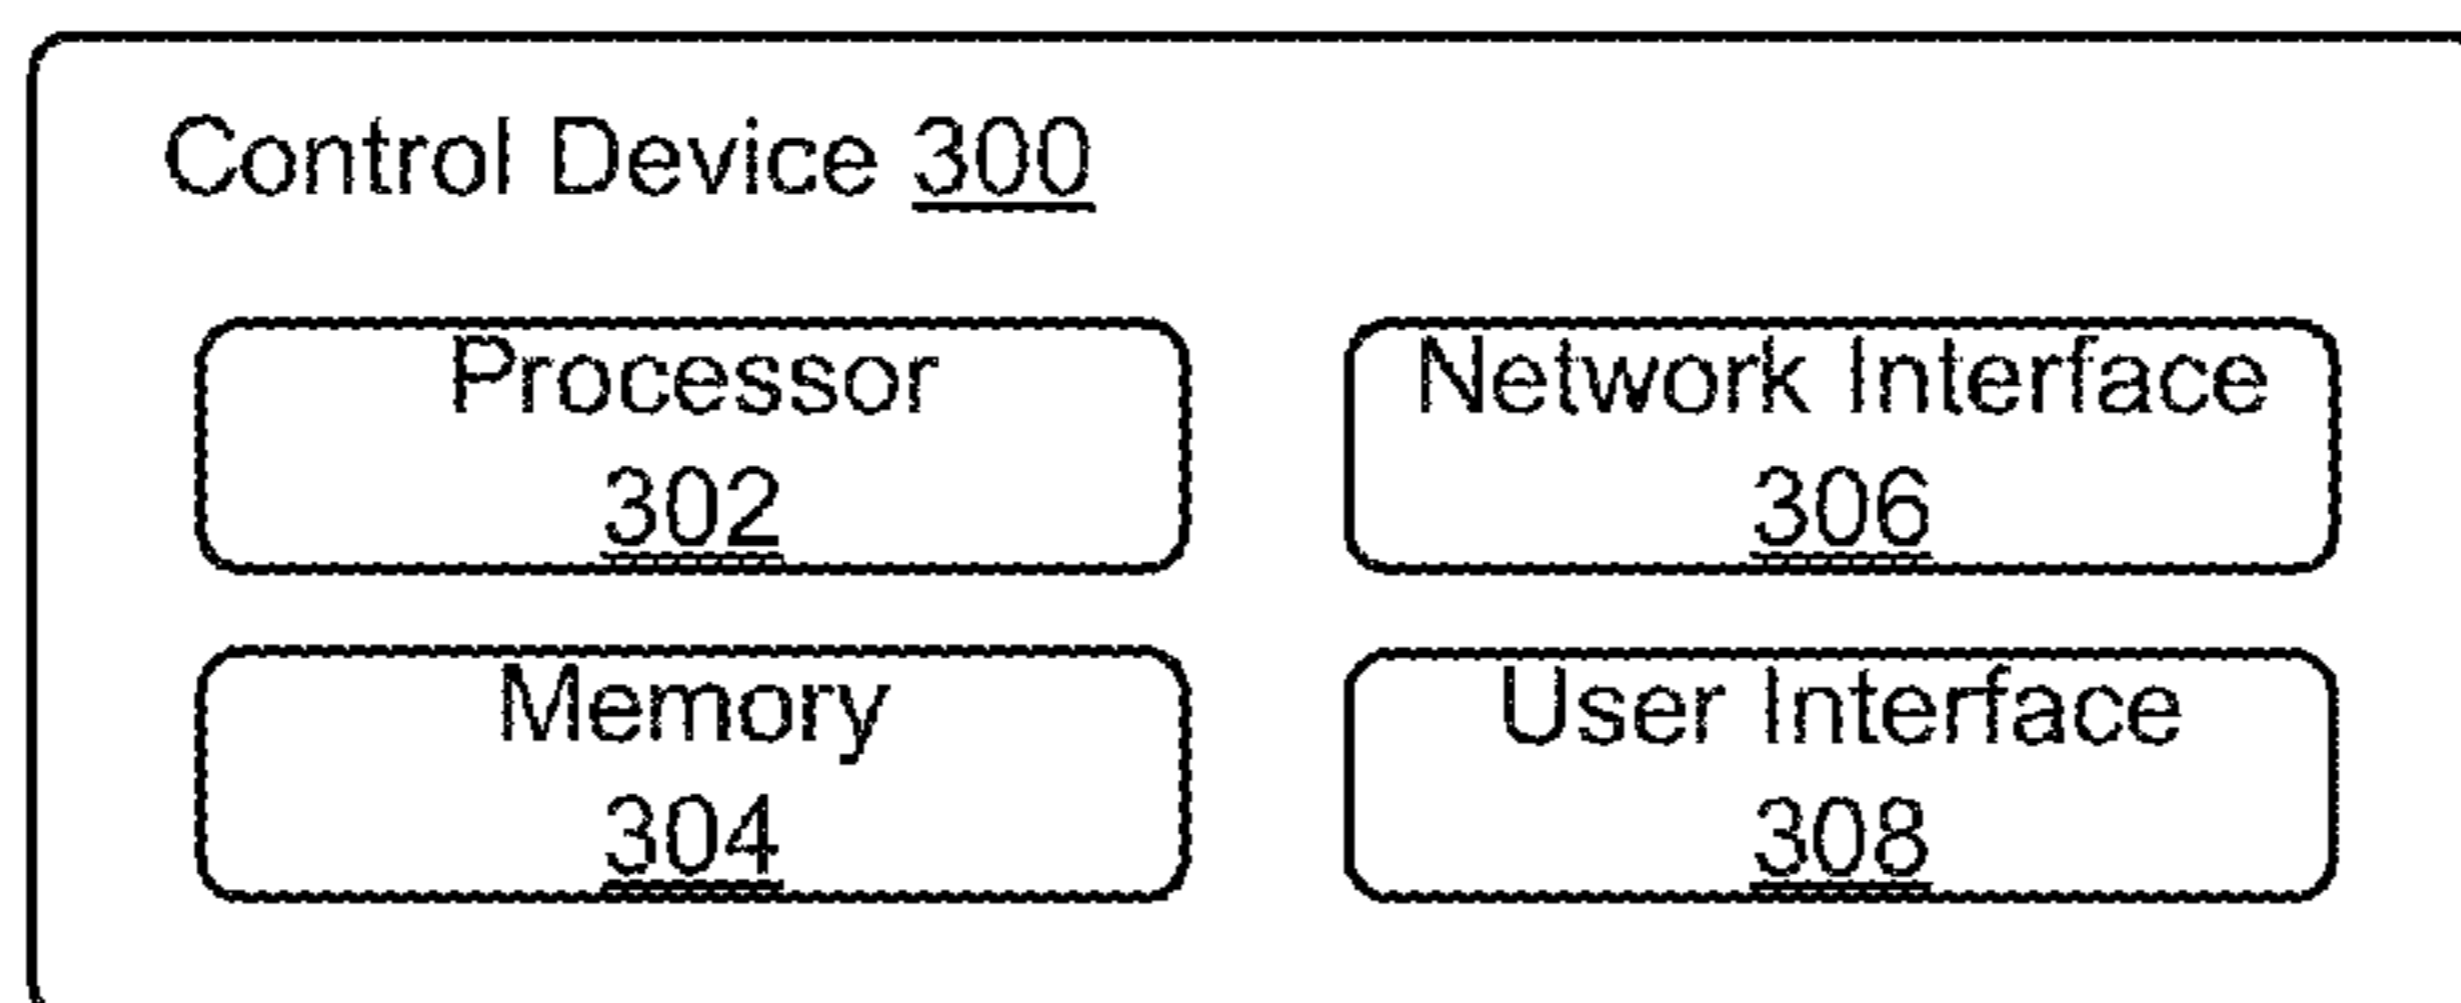 Control Device 300
Processor
302
Network Interface
306
Memory
304
User Interface
308